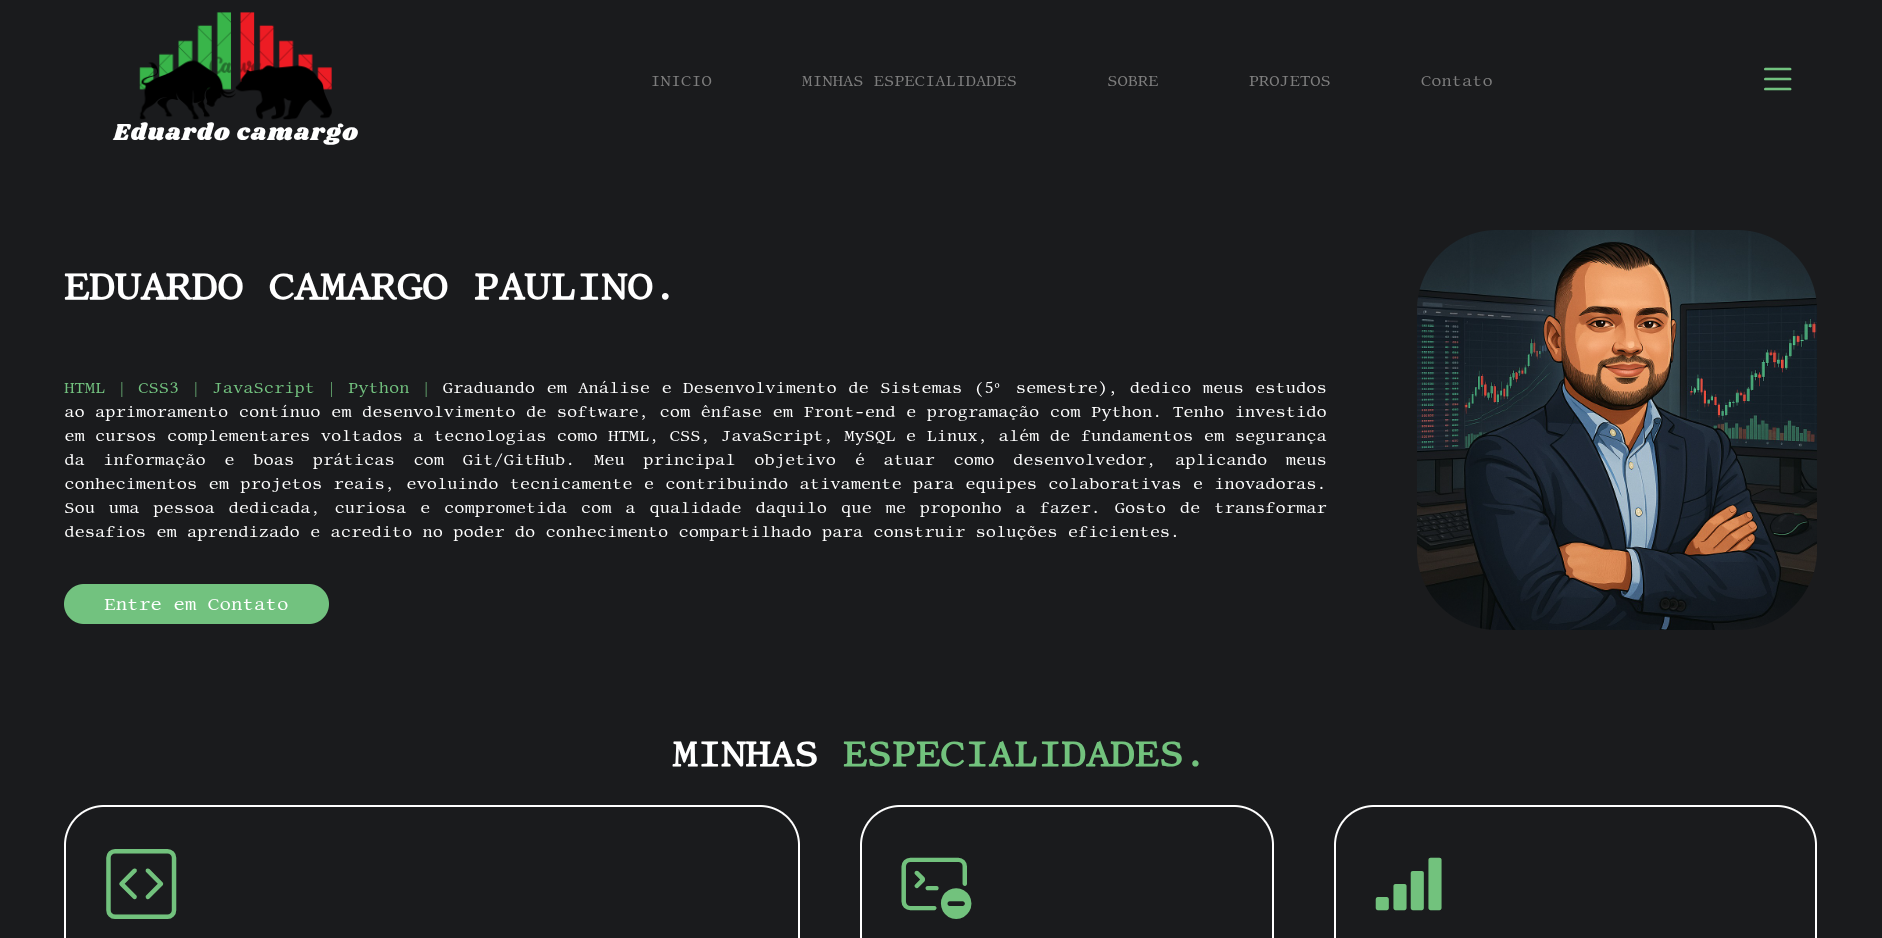 Eduardo camargo
INICIO
MINHAS ESPECIALIDADES
SOBRE
PROJETOS
Contato
EDUARDO CAMARGO PAULINO.
HTML | CSS3 | JavaScript | Python | Graduando em Análise e Desenvolvimento de Sistemas (5º semestre), dedico meus estudos
ao aprimoramento contínuo em desenvolvimento de software, com ênfase em Front-end e programação com Python. Tenho investido
em cursos complementares voltados a tecnologias como HTML, CSS, JavaScript, MySQL e Linux, além de fundamentos em segurança
da informação e boas práticas com Git/GitHub. Meu principal objetivo é atuar como desenvolvedor, aplicando meus
conhecimentos em projetos reais, evoluindo tecnicamente e contribuindo ativamente para equipes colaborativas e inovadoras.
Sou uma pessoa dedicada, curiosa e comprometida com a qualidade daquilo que me proponho a fazer. Gosto de transformar
desafios em aprendizado e acredito no poder do conhecimento compartilhado para construir soluções eficientes.
Entre em Contato
MINHAS ESPECIALIDADES.